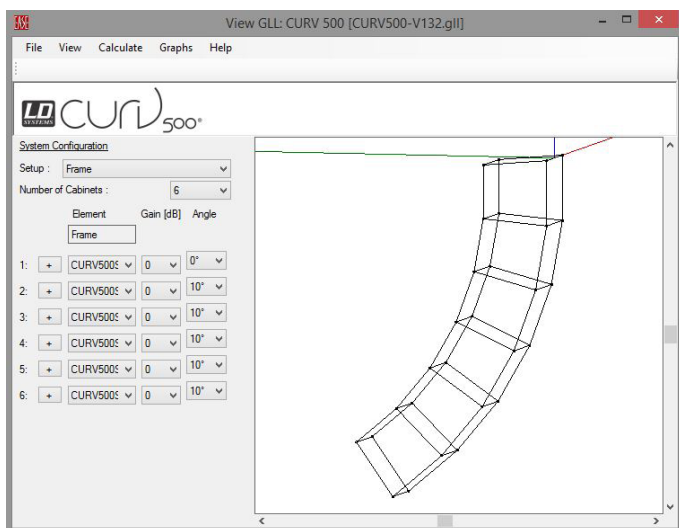 View GLL: CURV 500 [CURV500-V132.gll]
File View Calculate Graphs Help
LD SYSTEMS CURV 500°
System Configuration
Setup : Frame
Number of Cabinets : 6
Element Gain [dB] Angle
Frame
1: + CURV500S 0 0°
2: + CURV500S 0 10°
3: + CURV500S 0 10°
4: + CURV500S 0 10°
5: + CURV500S 0 10°
6: + CURV500S 0 10°